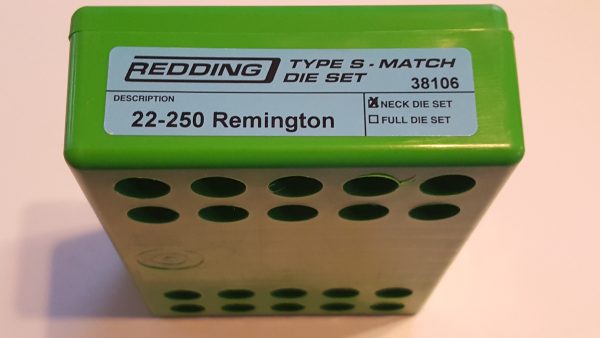 REDDING TYPE S - MATCH
DIE SET 38106
DESCRIPTION
22-250 Remington
☒ NECK DIE SET
☐ FULL DIE SET